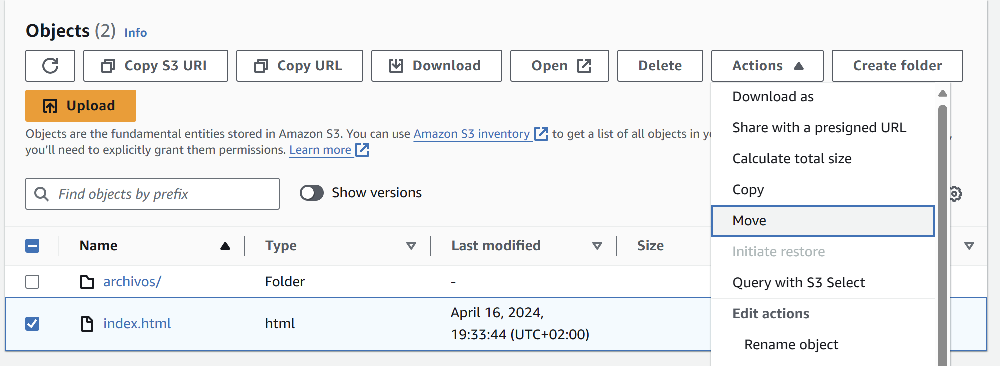 Objects (2) Info
Copy S3 URI
Copy URL
Download
Open
Delete
Actions
Create folder
Upload
Objects are the fundamental entities stored in Amazon S3. You can use Amazon S3 inventory to get a list of all objects in
you'll need to explicitly grant them permissions. Learn more
Find objects by prefix
Show versions
Name
Type
Last modified
Size
archivos/
Folder
-
index.html
html
April 16, 2024,
19:33:44 (UTC+02:00)
Download as
Share with a presigned URL
Calculate total size
Copy
Move
Initiate restore
Query with S3 Select
Edit actions
Rename object